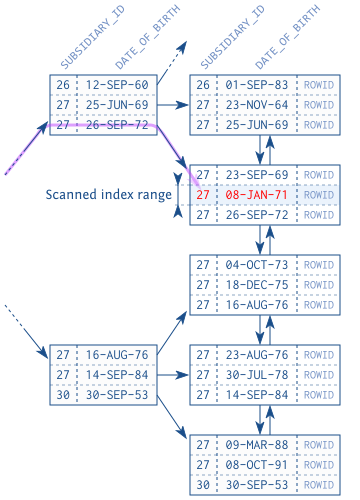 SUBSIDIARY_ID DATE_OF_BIRTH
SUBSIDIARY_ID DATE_OF_BIRTH
26 12-SEP-60
27 25-JUN-69
27 26-SEP-72
26 01-SEP-83 ROWID
27 23-NOV-64 ROWID
27 25-JUN-69 ROWID
27 23-SEP-69 ROWID
Scanned index range
27 08-JAN-71 ROWID
27 26-SEP-72 ROWID
27 04-OCT-73 ROWID
27 18-DEC-75 ROWID
27 16-AUG-76 ROWID
27 16-AUG-76
27 14-SEP-84
30 30-SEP-53
27 23-AUG-76 ROWID
27 30-JUL-78 ROWID
27 14-SEP-84 ROWID
27 09-MAR-88 ROWID
27 08-OCT-91 ROWID
30 30-SEP-53 ROWID